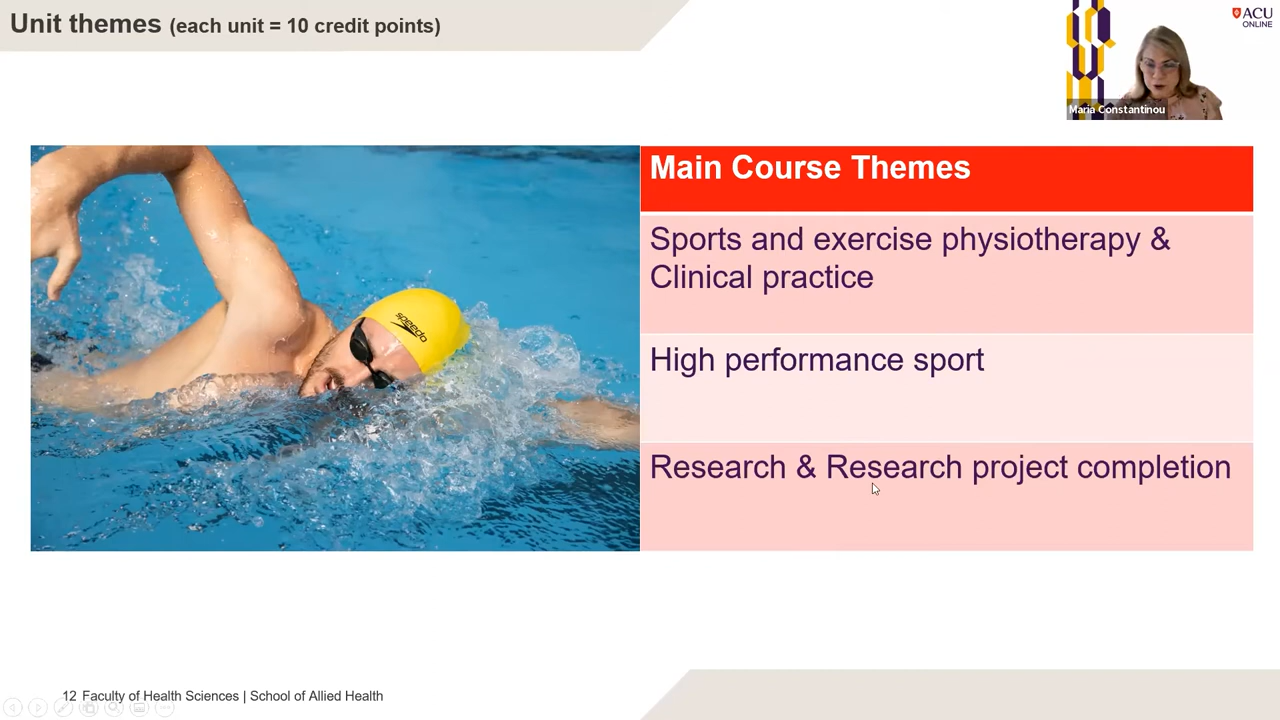 Unit themes (each unit = 10 credit points)
ACU
ONLINE
Maria Constantinou
speedo
Main Course Themes
Sports and exercise physiotherapy &
Clinical practice
High performance sport
Research & Research project completion
12 Faculty of Health Sciences | School of Allied Health